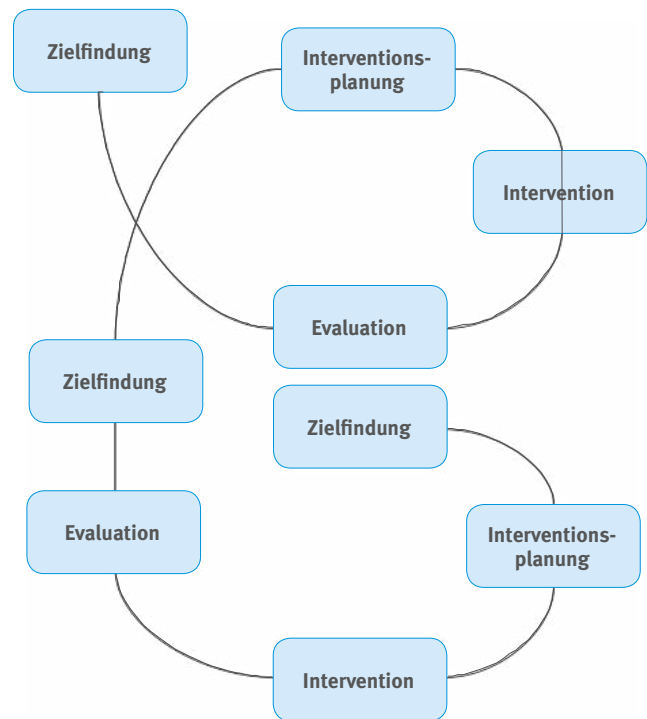 Zielfindung
Interventions-
planung
Intervention
Evaluation
Zielfindung
Zielfindung
Evaluation
Interventions-
planung
Intervention